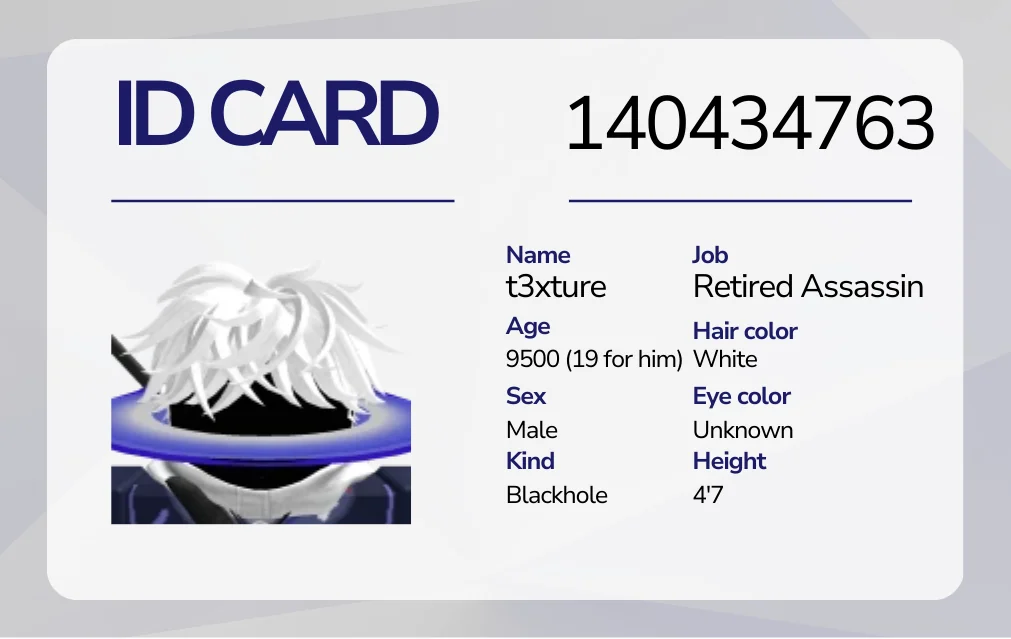 ID CARD
140434763
Name
t3xture
Job
Retired Assassin
Age
9500 (19 for him)
Hair color
White
Sex
Male
Eye color
Unknown
Kind
Blackhole
Height
4'7